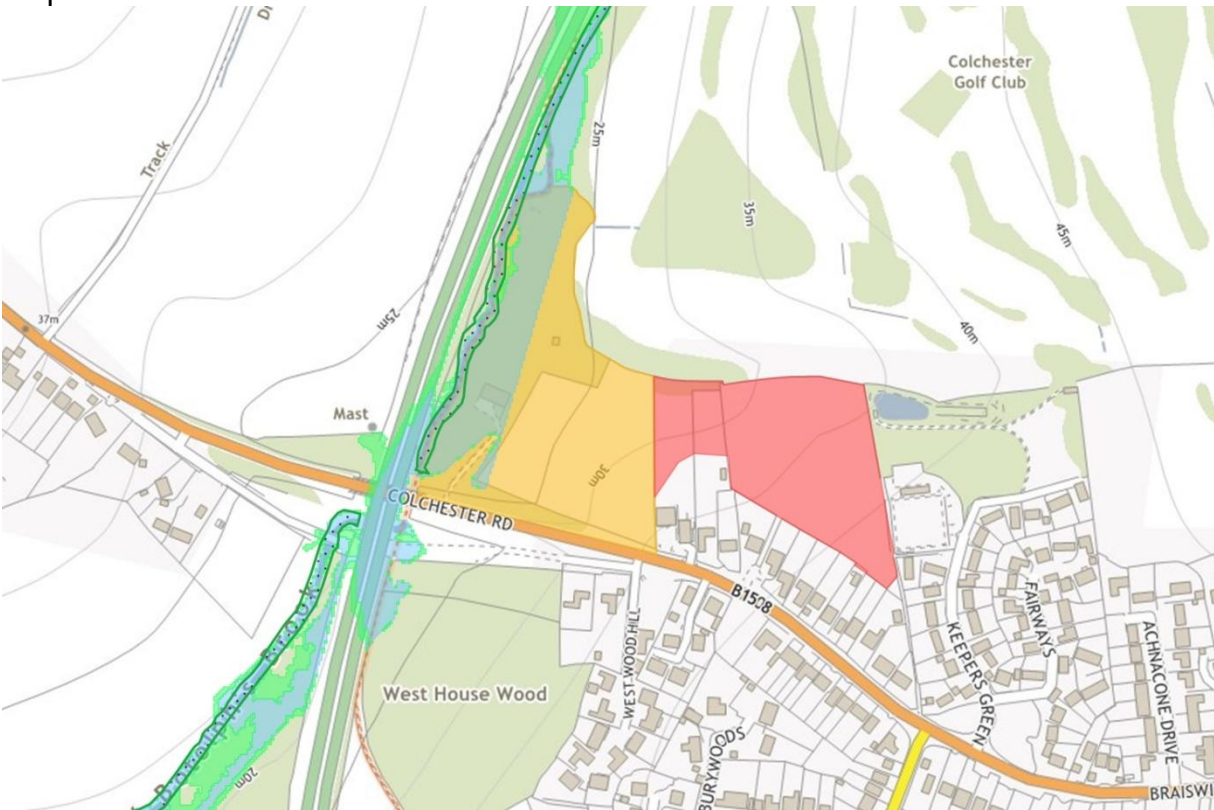 Track
Colchester
Golf Club
25m
35m
45m
40m
37m
25m
Mast
30m
COLCHESTER RD
B1508
WEST WOOD HILL
FAIRWAYS
KEEPERS GREEN
ACHNACONE DRIVE
West House Wood
BURYWOODS
20m
BRAISWI